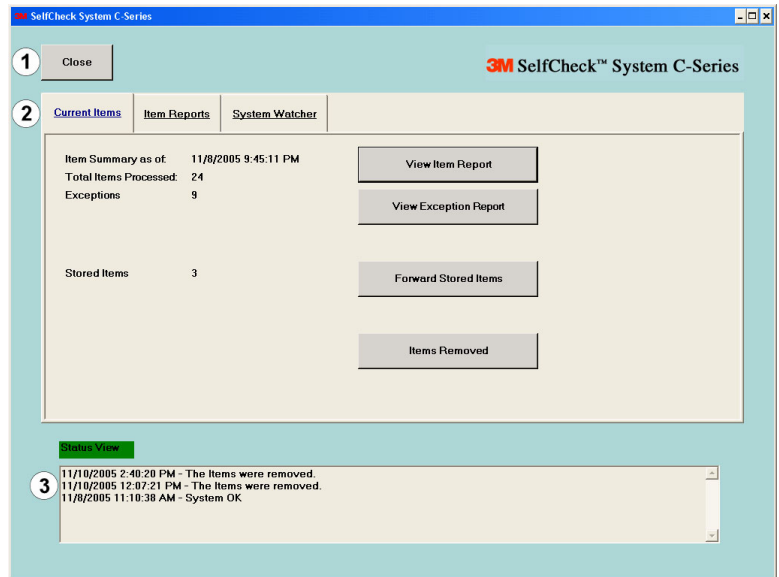 3M SelfCheck System C-Series
1 Close
3M SelfCheck™ System C-Series
2 Current Items Item Reports System Watcher
Item Summary as of: 11/8/2005 9:45:11 PM
View Item Report
Total Items Processed: 24
Exceptions 9
View Exception Report
Stored Items 3
Forward Stored Items
Items Removed
Status View
3
11/10/2005 2:40:20 PM - The Items were removed.
11/10/2005 12:07:21 PM - The Items were removed.
11/8/2005 11:10:38 AM - System OK